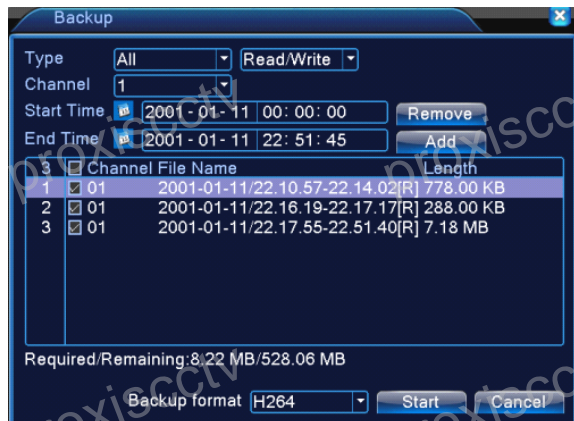 Backup
Type All Read/Write
Channel 1
Start Time 2001-01-11 00:00:00 Remove
End Time 2001-01-11 22:51:45 Add
3 Channel File Name Length
1 01 2001-01-11/22.10.57-22.14.02[R] 778.00 KB
2 01 2001-01-11/22.16.19-22.17.17[R] 288.00 KB
3 01 2001-01-11/22.17.55-22.51.40[R] 7.18 MB
Required/Remaining:8.22 MB/528.06 MB
Backup format H264 Start Cancel
proxiscctv
proxiscctv
proxiscctv
proxiscctv